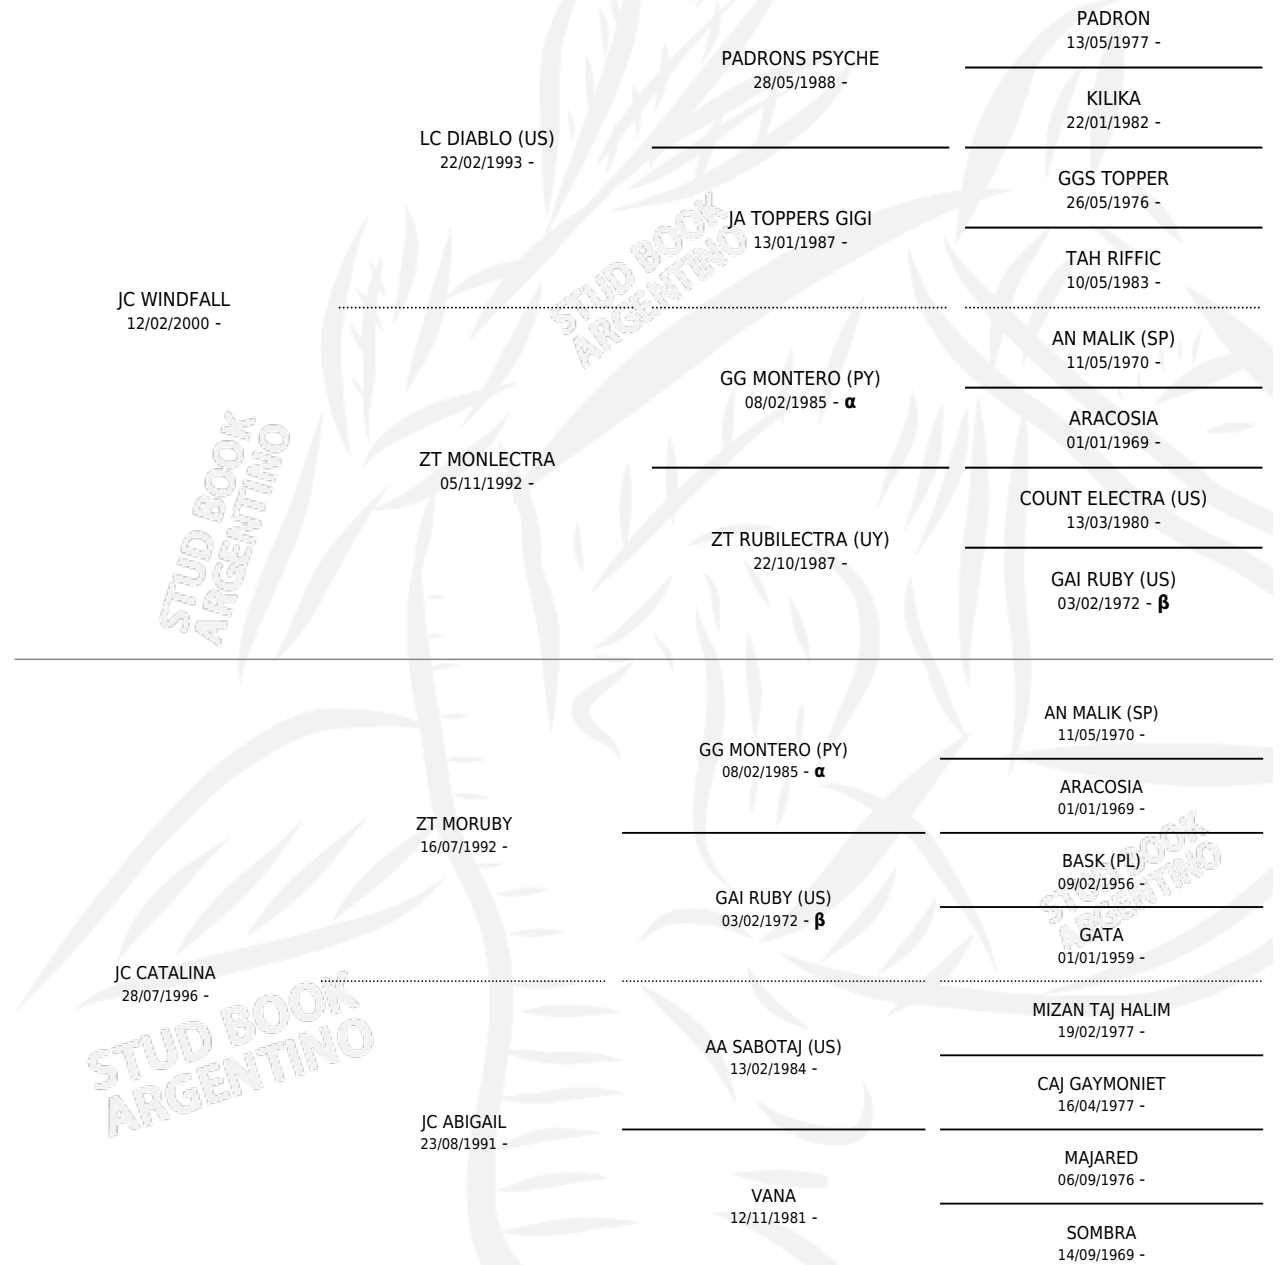 PADRON
13/05/1977 -
PADRONS PSYCHE
28/05/1988 -
KILIKA
22/01/1982 -
LC DIABLO (US)
22/02/1993 -
GGS TOPPER
26/05/1976 -
JA TOPPERS GIGI
13/01/1987 -
TAH RIFFIC
10/05/1983 -
JC WINDFALL
12/02/2000 -
AN MALIK (SP)
11/05/1970 -
GG MONTERO (PY)
08/02/1985 - α
ARACOSIA
01/01/1969 -
ZT MONLECTRA
05/11/1992 -
COUNT ELECTRA (US)
13/03/1980 -
ZT RUBILECTRA (UY)
22/10/1987 -
GAI RUBY (US)
03/02/1972 - β
AN MALIK (SP)
11/05/1970 -
GG MONTERO (PY)
08/02/1985 - α
ARACOSIA
01/01/1969 -
ZT MORUBY
16/07/1992 -
BASK (PL)
09/02/1956 -
GAI RUBY (US)
03/02/1972 - β
GATA
01/01/1959 -
JC CATALINA
28/07/1996 -
MIZAN TAJ HALIM
19/02/1977 -
AA SABOTAJ (US)
13/02/1984 -
CAJ GAYMONIET
16/04/1977 -
JC ABIGAIL
23/08/1991 -
MAJARED
06/09/1976 -
VANA
12/11/1981 -
SOMBRA
14/09/1969 -
STUD BOOK
ARGENTINO
STUD BOOK
ARGENTINO
STUD BOOK
ARGENTINO
STUD BOOK
ARGENTINO